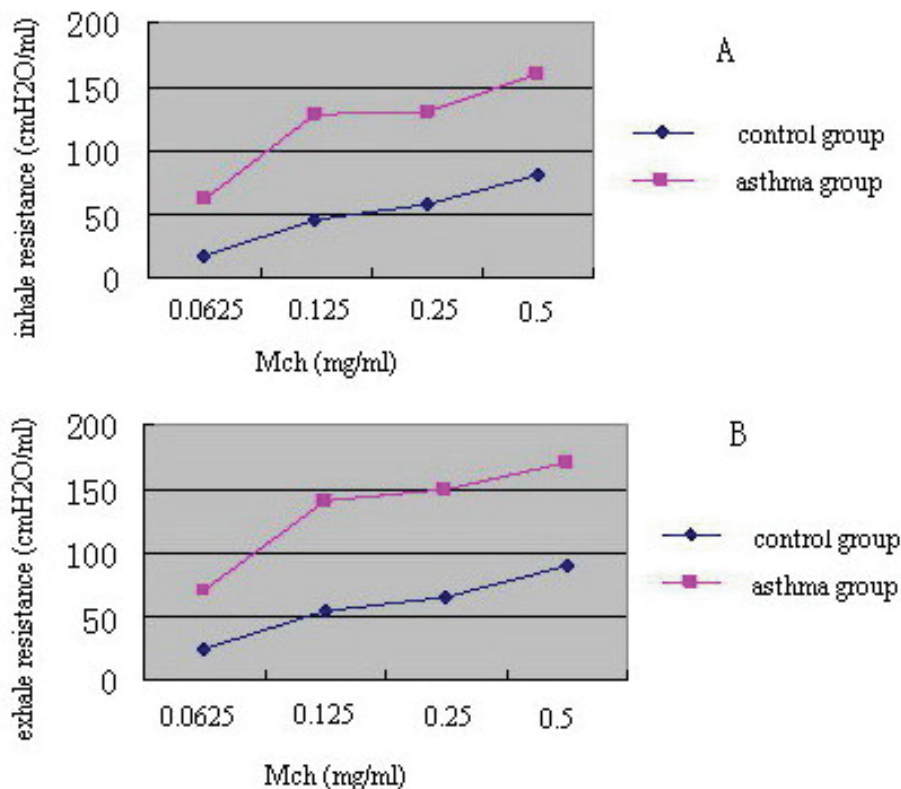 inhale resistance (cmH2O/ml)
200
150
100
50
0
0.0625 0.125 0.25 0.5
Mch (mg/ml)
A
control group
asthma group
exhale resistance (cmH2O/ml)
200
150
100
50
0
0.0625 0.125 0.25 0.5
Mch (mg/ml)
B
control group
asthma group